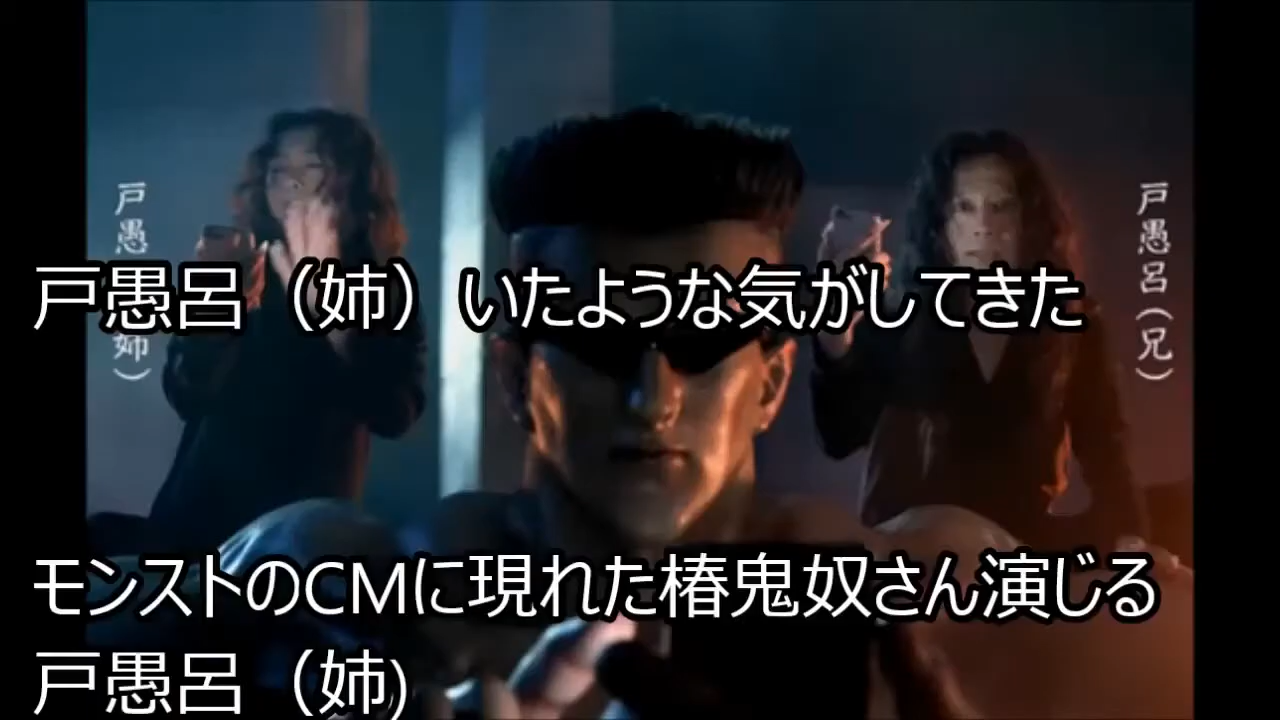 戸愚呂（姉）いたような気がしてきた
モンストのCMに現れた椿鬼奴さん演じる
戸愚呂（姉)
戸愚呂（兄）
戸愚
姉）